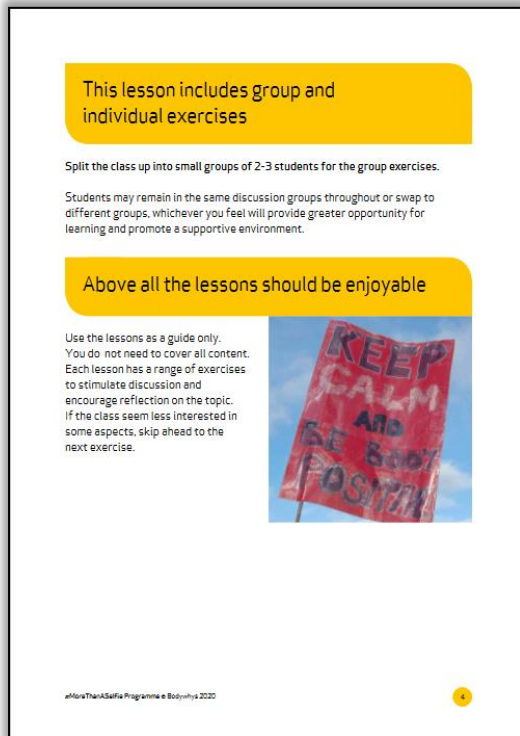 This lesson includes group and
individual exercises
Split the class up into small groups of 2-3 students for the group exercises.
Students may remain in the same discussion groups throughout or swap to
different groups, whichever you feel will provide greater opportunity for
learning and promote a supportive environment.
Above all the lessons should be enjoyable
Use the lessons as a guide only.
You do not need to cover all content.
Each lesson has a range of exercises
to stimulate discussion and
encourage reflection on the topic.
If the class seem less interested in
some aspects, skip ahead to the
next exercise.
KEEP
CALM
AND
BE BODY
POSITIVE
#MoreThanASelfie Programme © Bodywhys 2020
4